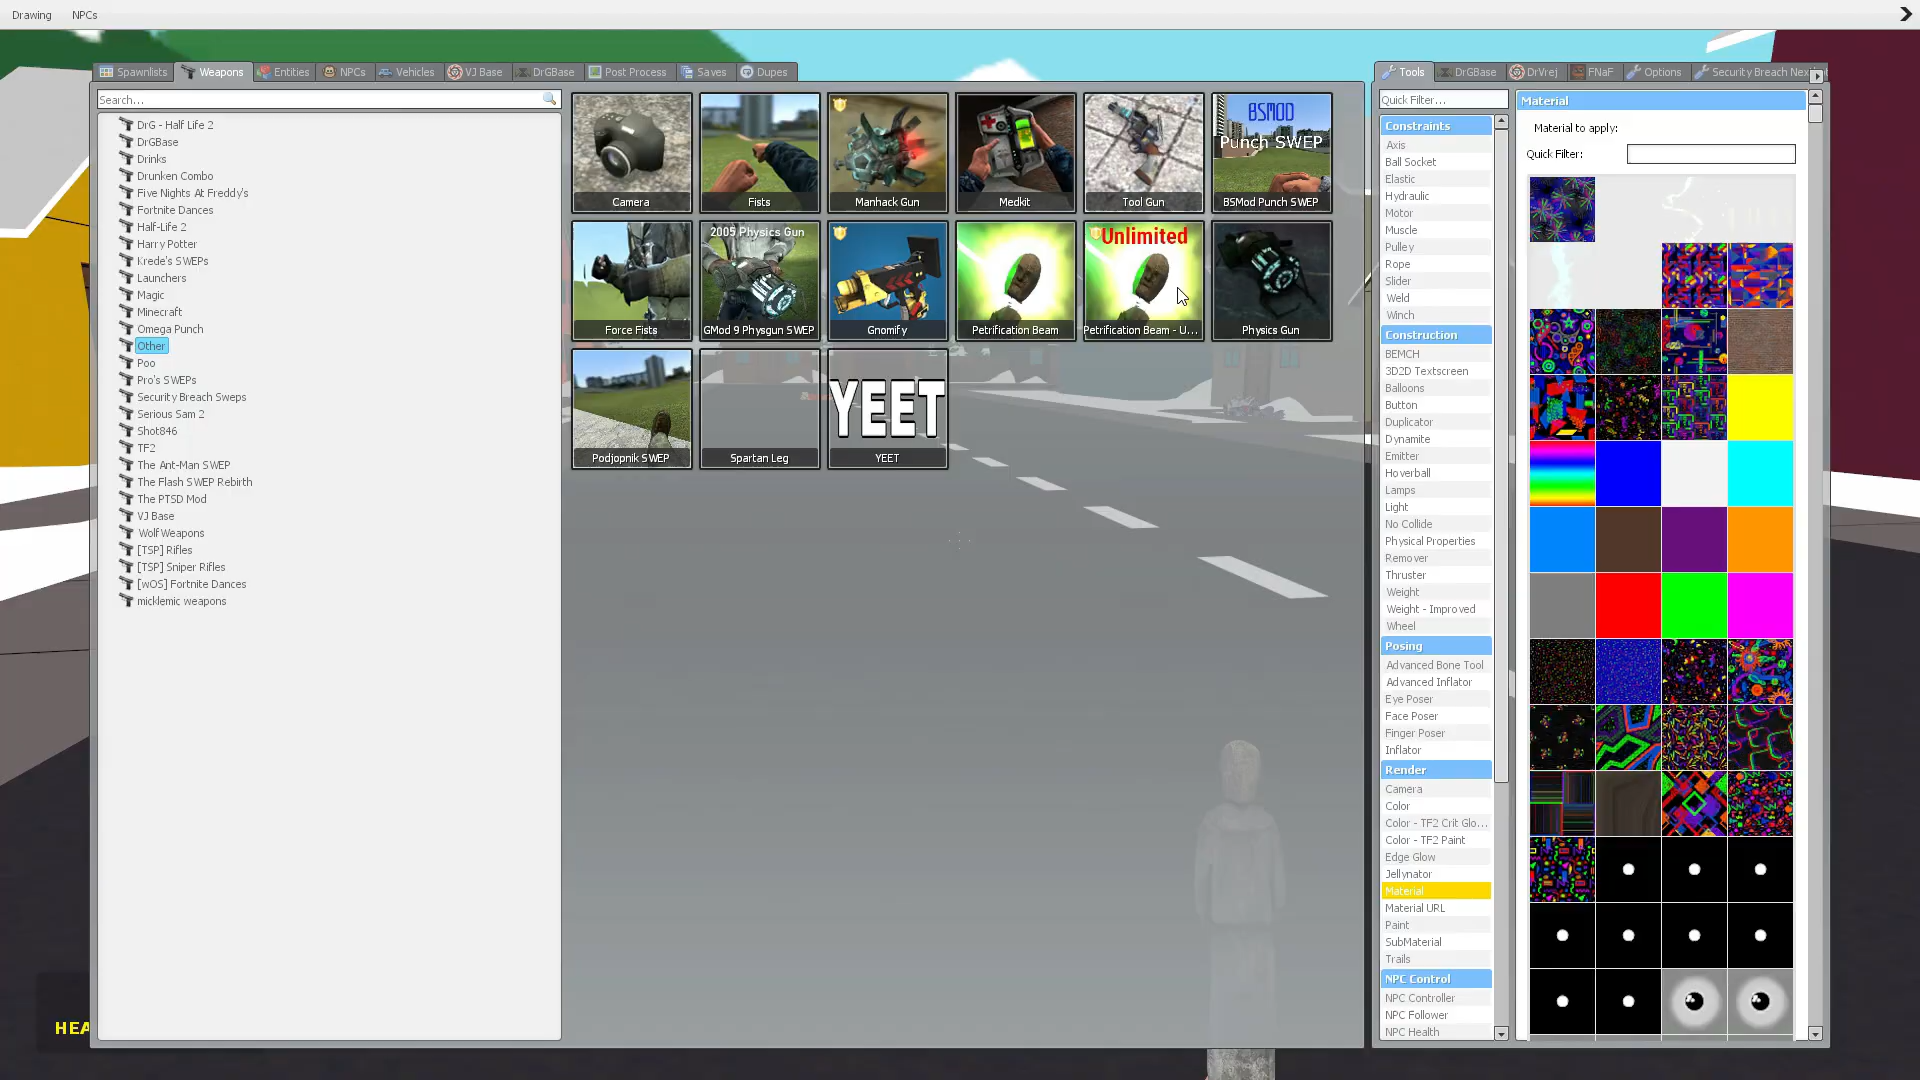 Drawing NPCs
Spawnlists Weapons Entities NPCs Vehicles VJ Base DrGBase Post Process Saves Dupes
Search...
DrG - Half Life 2
DrGBase
Drinks
Drunken Combo
Five Nights At Freddy's
Fortnite Dances
Half-Life 2
Harry Potter
Krede's SWEPs
Launchers
Magic
Minecraft
Omega Punch
Other
Poo
Pro's SWEPs
Security Breach Sweps
Serious Sam 2
Shot846
TF2
The Ant-Man SWEP
The Flash SWEP Rebirth
The PTSD Mod
VJ Base
WolfWeapons
[TSP] Rifles
[TSP] Sniper Rifles
[wOS] Fortnite Dances
micklemic weapons
HEA
BSMOD
Punch SWEP
Camera Fists Manhack Gun Medkit Tool Gun BSMod Punch SWEP
2005 Physics Gun
Unlimited
Force Fists GMod 9 Physgun SWEP Gnomify Petrification Beam Petrification Beam - U... Physics Gun
YEET
Podjopnik SWEP Spartan Leg YEET
Tools DrGBase DrVrej FNaF Options Security Breach Nex
Quick Filter...
Constraints
Axis
Ball Socket
Elastic
Hydraulic
Motor
Muscle
Pulley
Rope
Slider
Weld
Winch
Construction
BEMCH
3D2D Textscreen
Balloons
Button
Duplicator
Dynamite
Emitter
Hoverball
Lamps
Light
No Collide
Physical Properties
Remover
Thruster
Weight
Weight - Improved
Wheel
Posing
Advanced Bone Tool
Advanced Inflator
Eye Poser
Face Poser
Finger Poser
Inflator
Render
Camera
Color
Color - TF2 Crit Glo...
Color - TF2 Paint
Edge Glow
Jellynator
Material
Material URL
Paint
SubMaterial
Trails
NPC Control
NPC Controller
NPC Follower
NPC Health
Material
Material to apply:
Quick Filter: